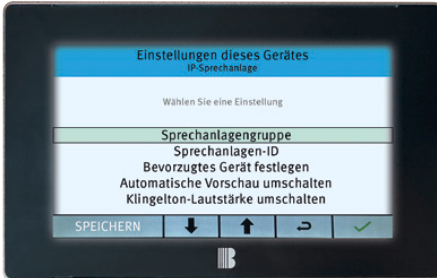 Einstellungen dieses Gerätes
IP-Sprechanlage
Wählen Sie eine Einstellung
Sprechanlagengruppe
Sprechanlagen-ID
Bevorzugtes Gerät festlegen
Automatische Vorschau umschalten
Klingelton-Lautstärke umschalten
SPEICHERN
B